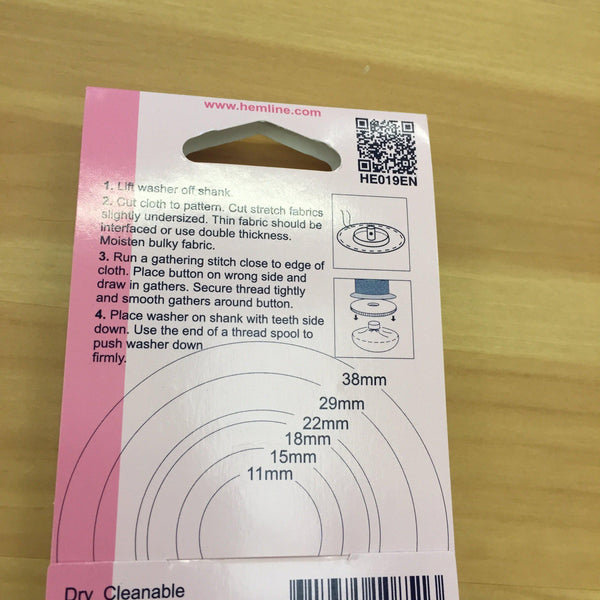 www.hemline.com
HE019EN
1. Lift washer off shank.
2. Cut cloth to pattern. Cut stretch fabrics
slightly undersized. Thin fabric should be
interfaced or use double thickness.
Moisten bulky fabric.
3. Run a gathering stitch close to edge of
cloth. Place button on wrong side and
draw in gathers. Secure thread tightly
and smooth gathers around button.
4. Place washer on shank with teeth side
down. Use the end of a thread spool to
push washer down
firmly.
38mm
29mm
22mm
18mm
15mm
11mm
Dry Cleanable